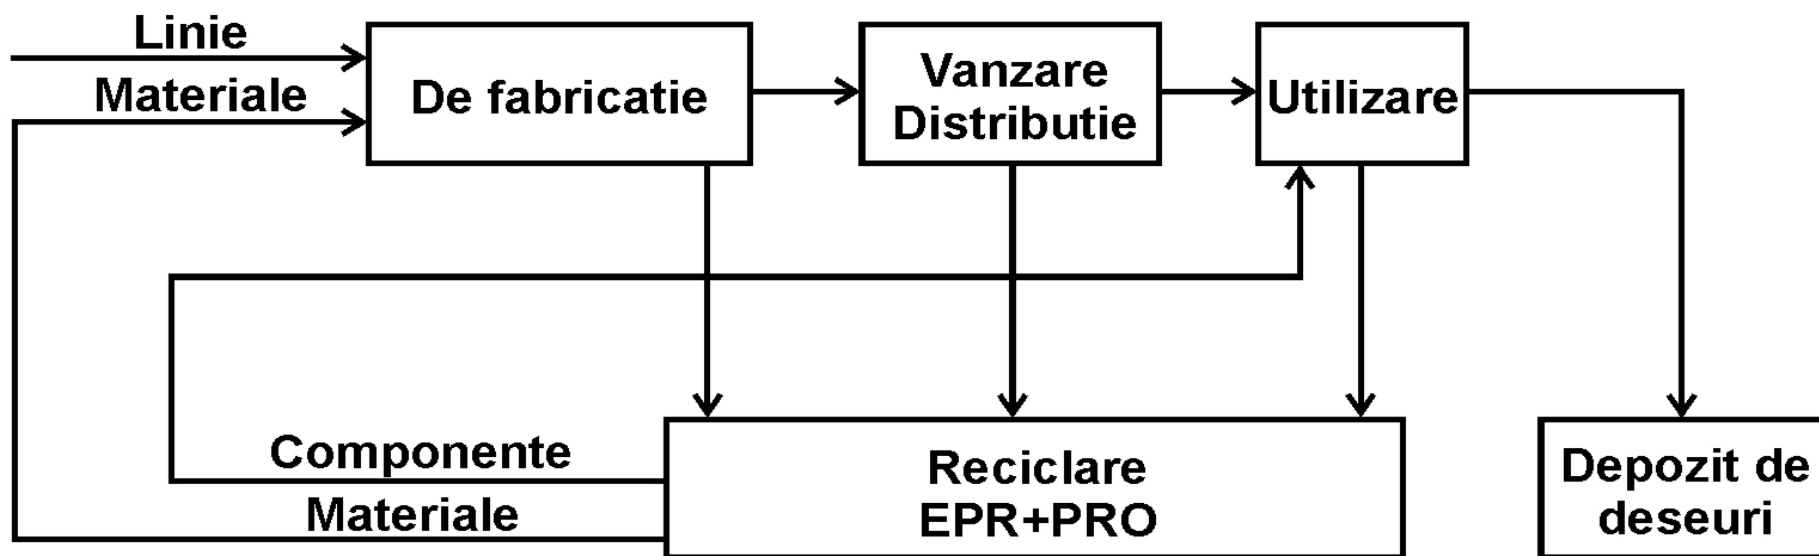 Linie
Materiale
De fabricatie
Vanzare
Distributie
Utilizare
Componente
Materiale
Reciclare
EPR+PRO
Depozit de
deseuri